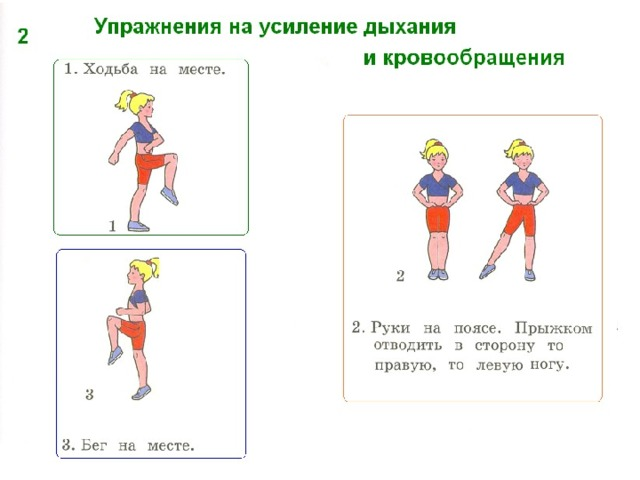 2
Упражнения на усиление дыхания
и кровообращения
1. Ходьба на месте.
1
2
2. Руки на поясе. Прыжком
отводить в сторону то
правую, то левую ногу.
3
3. Бег на месте.